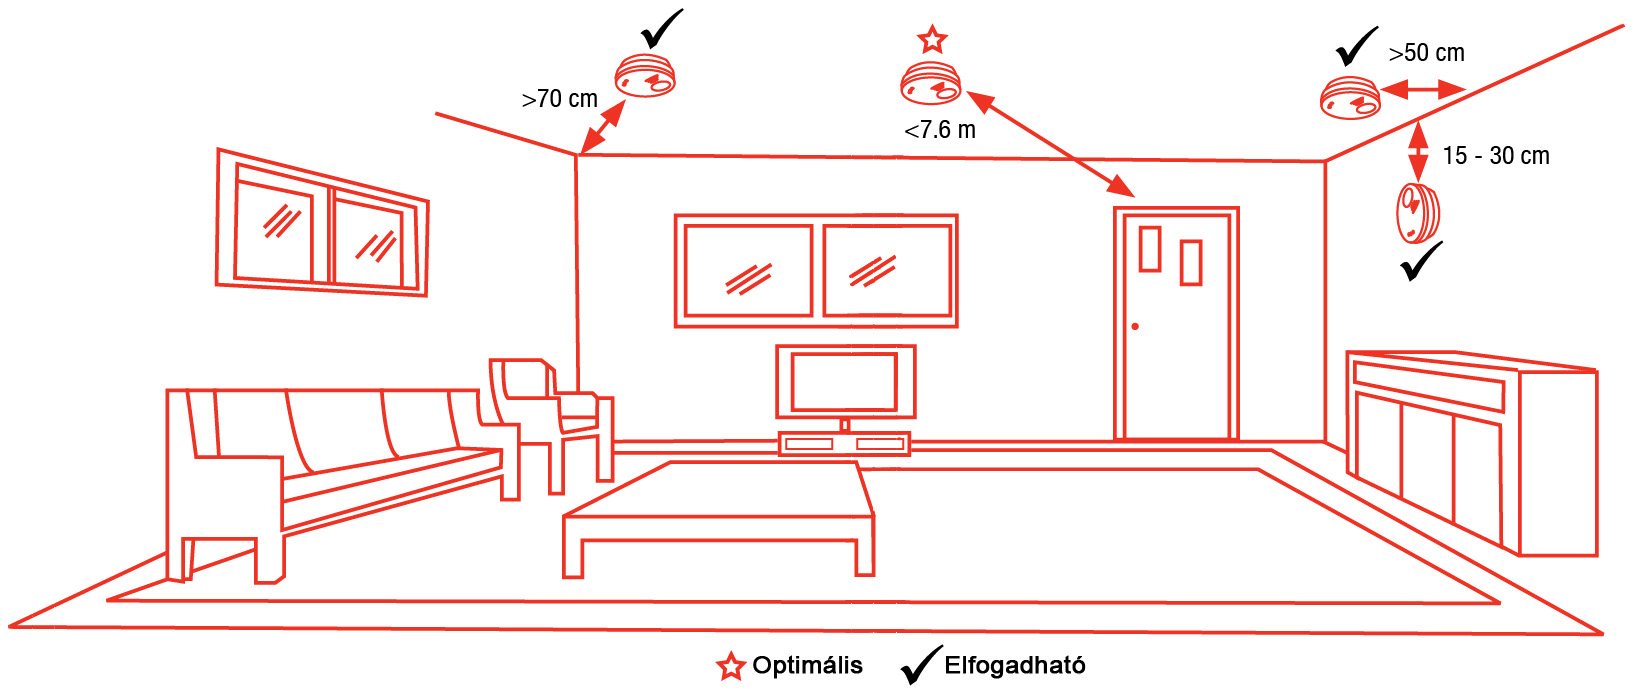 >70 cm
<7.6 m
>50 cm
15 - 30 cm
Optimális
Elfogadható